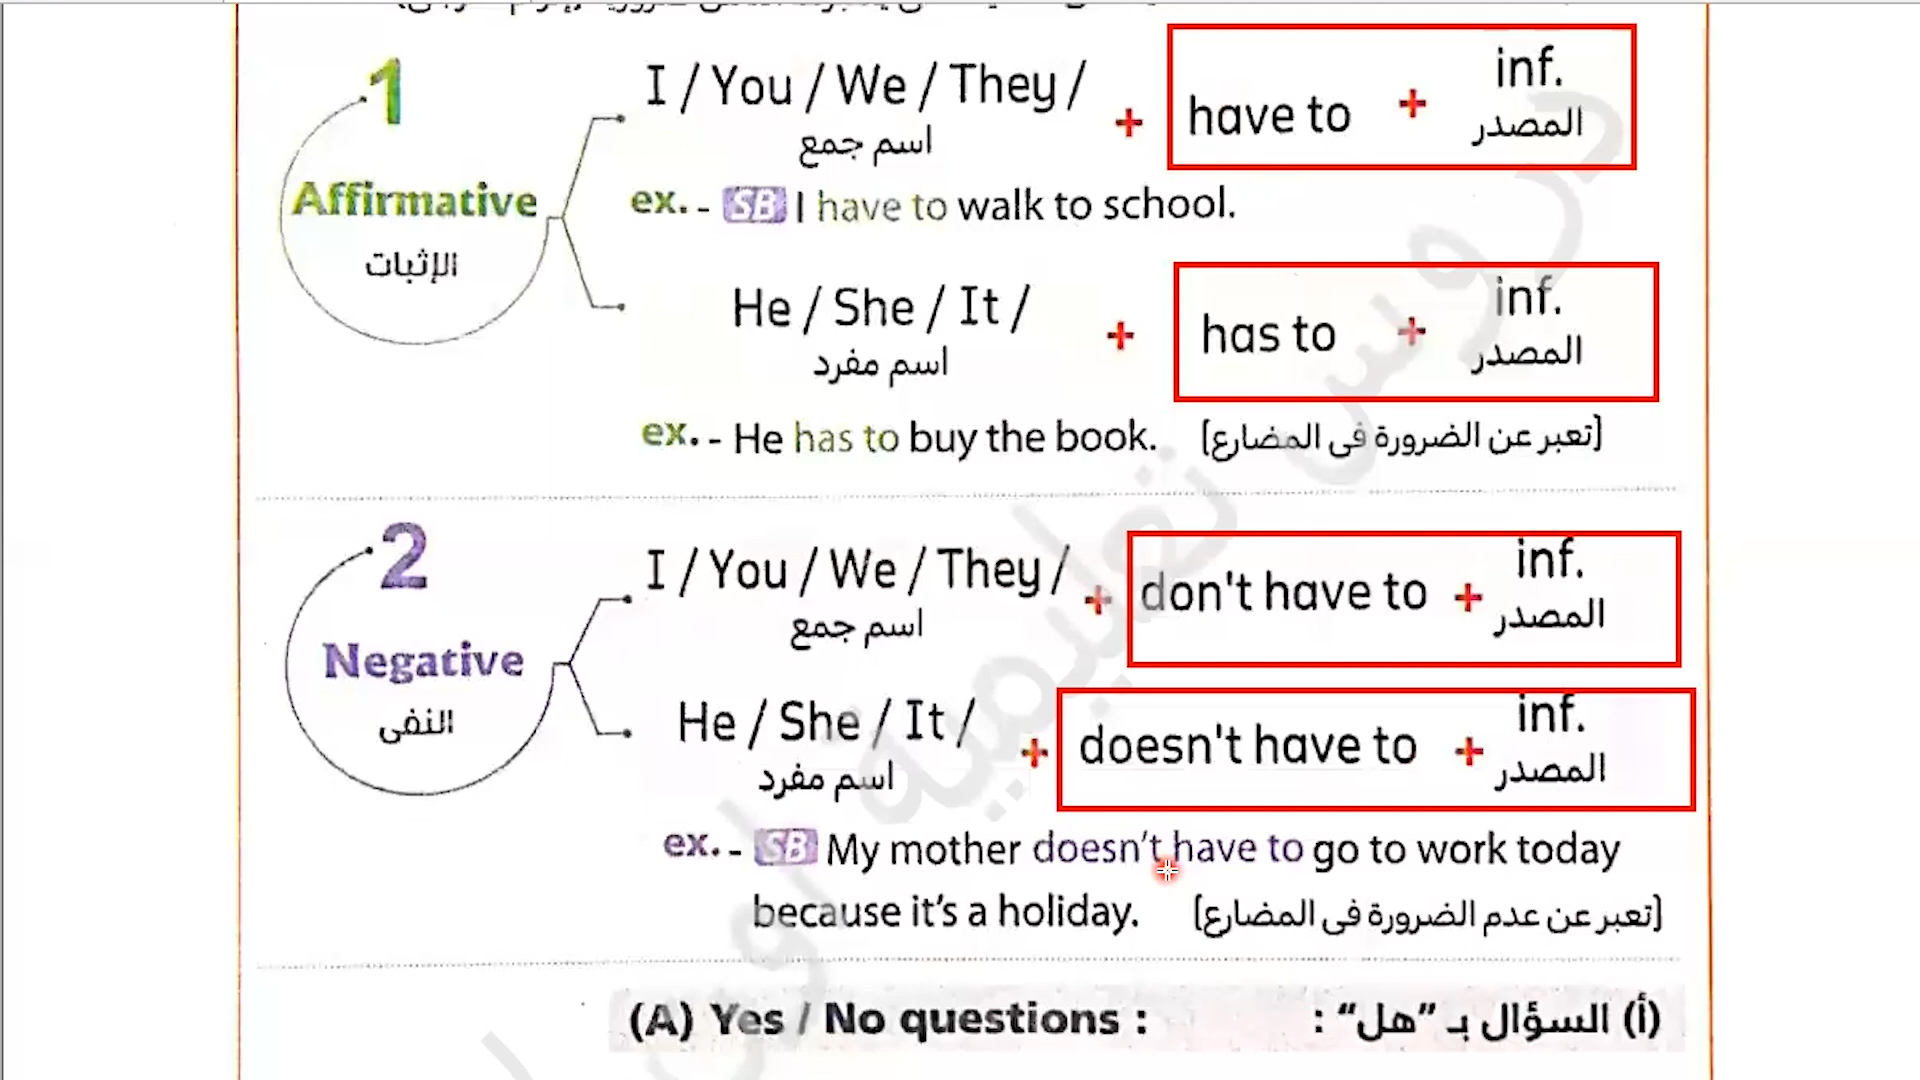 1
Affirmative
الإثبات
I / You / We / They /
اسم جمع
+
have to + inf.
المصدر
ex. - SB I have to walk to school.
He / She / It /
اسم مفرد
+
has to + inf.
المصدر
ex. - He has to buy the book. [تعبر عن الضرورة فى المضارع]
2
Negative
النفى
I / You / We / They /
اسم جمع
+
don't have to + inf.
المصدر
He / She / It /
اسم مفرد
+
doesn't have to + inf.
المصدر
ex. - SB My mother doesn't have to go to work today
because it's a holiday. [تعبر عن عدم الضرورة فى المضارع]
(A) Yes / No questions : (أ) السؤال بـ "هل" :
دروس تعليمية اون